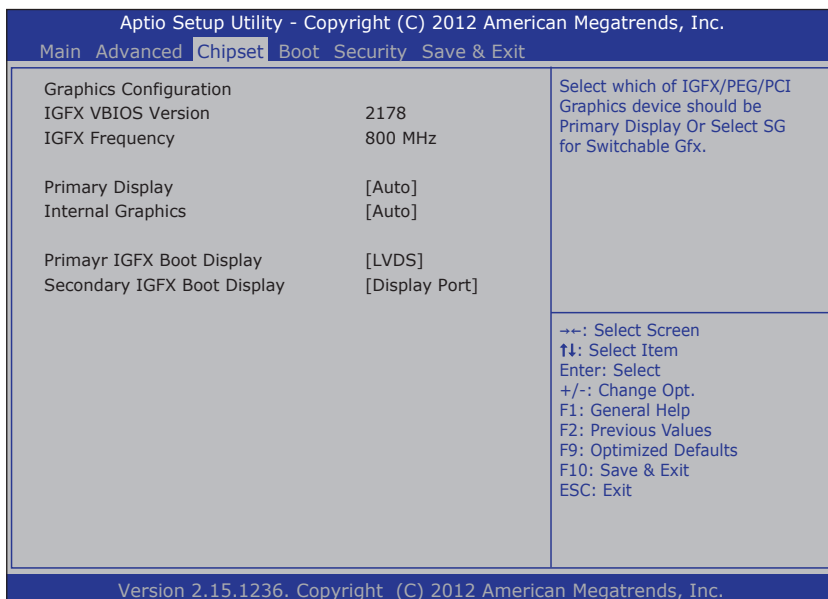 Aptio Setup Utility - Copyright (C) 2012 American Megatrends, Inc.
Main Advanced Chipset Boot Security Save & Exit
Graphics Configuration
IGFX VBIOS Version 2178
IGFX Frequency 800 MHz
Primary Display [Auto]
Internal Graphics [Auto]
Primayr IGFX Boot Display [LVDS]
Secondary IGFX Boot Display [Display Port]
Select which of IGFX/PEG/PCI
Graphics device should be
Primary Display Or Select SG
for Switchable Gfx.
→←: Select Screen
↑↓: Select Item
Enter: Select
+/-: Change Opt.
F1: General Help
F2: Previous Values
F9: Optimized Defaults
F10: Save & Exit
ESC: Exit
Version 2.15.1236. Copyright (C) 2012 American Megatrends, Inc.